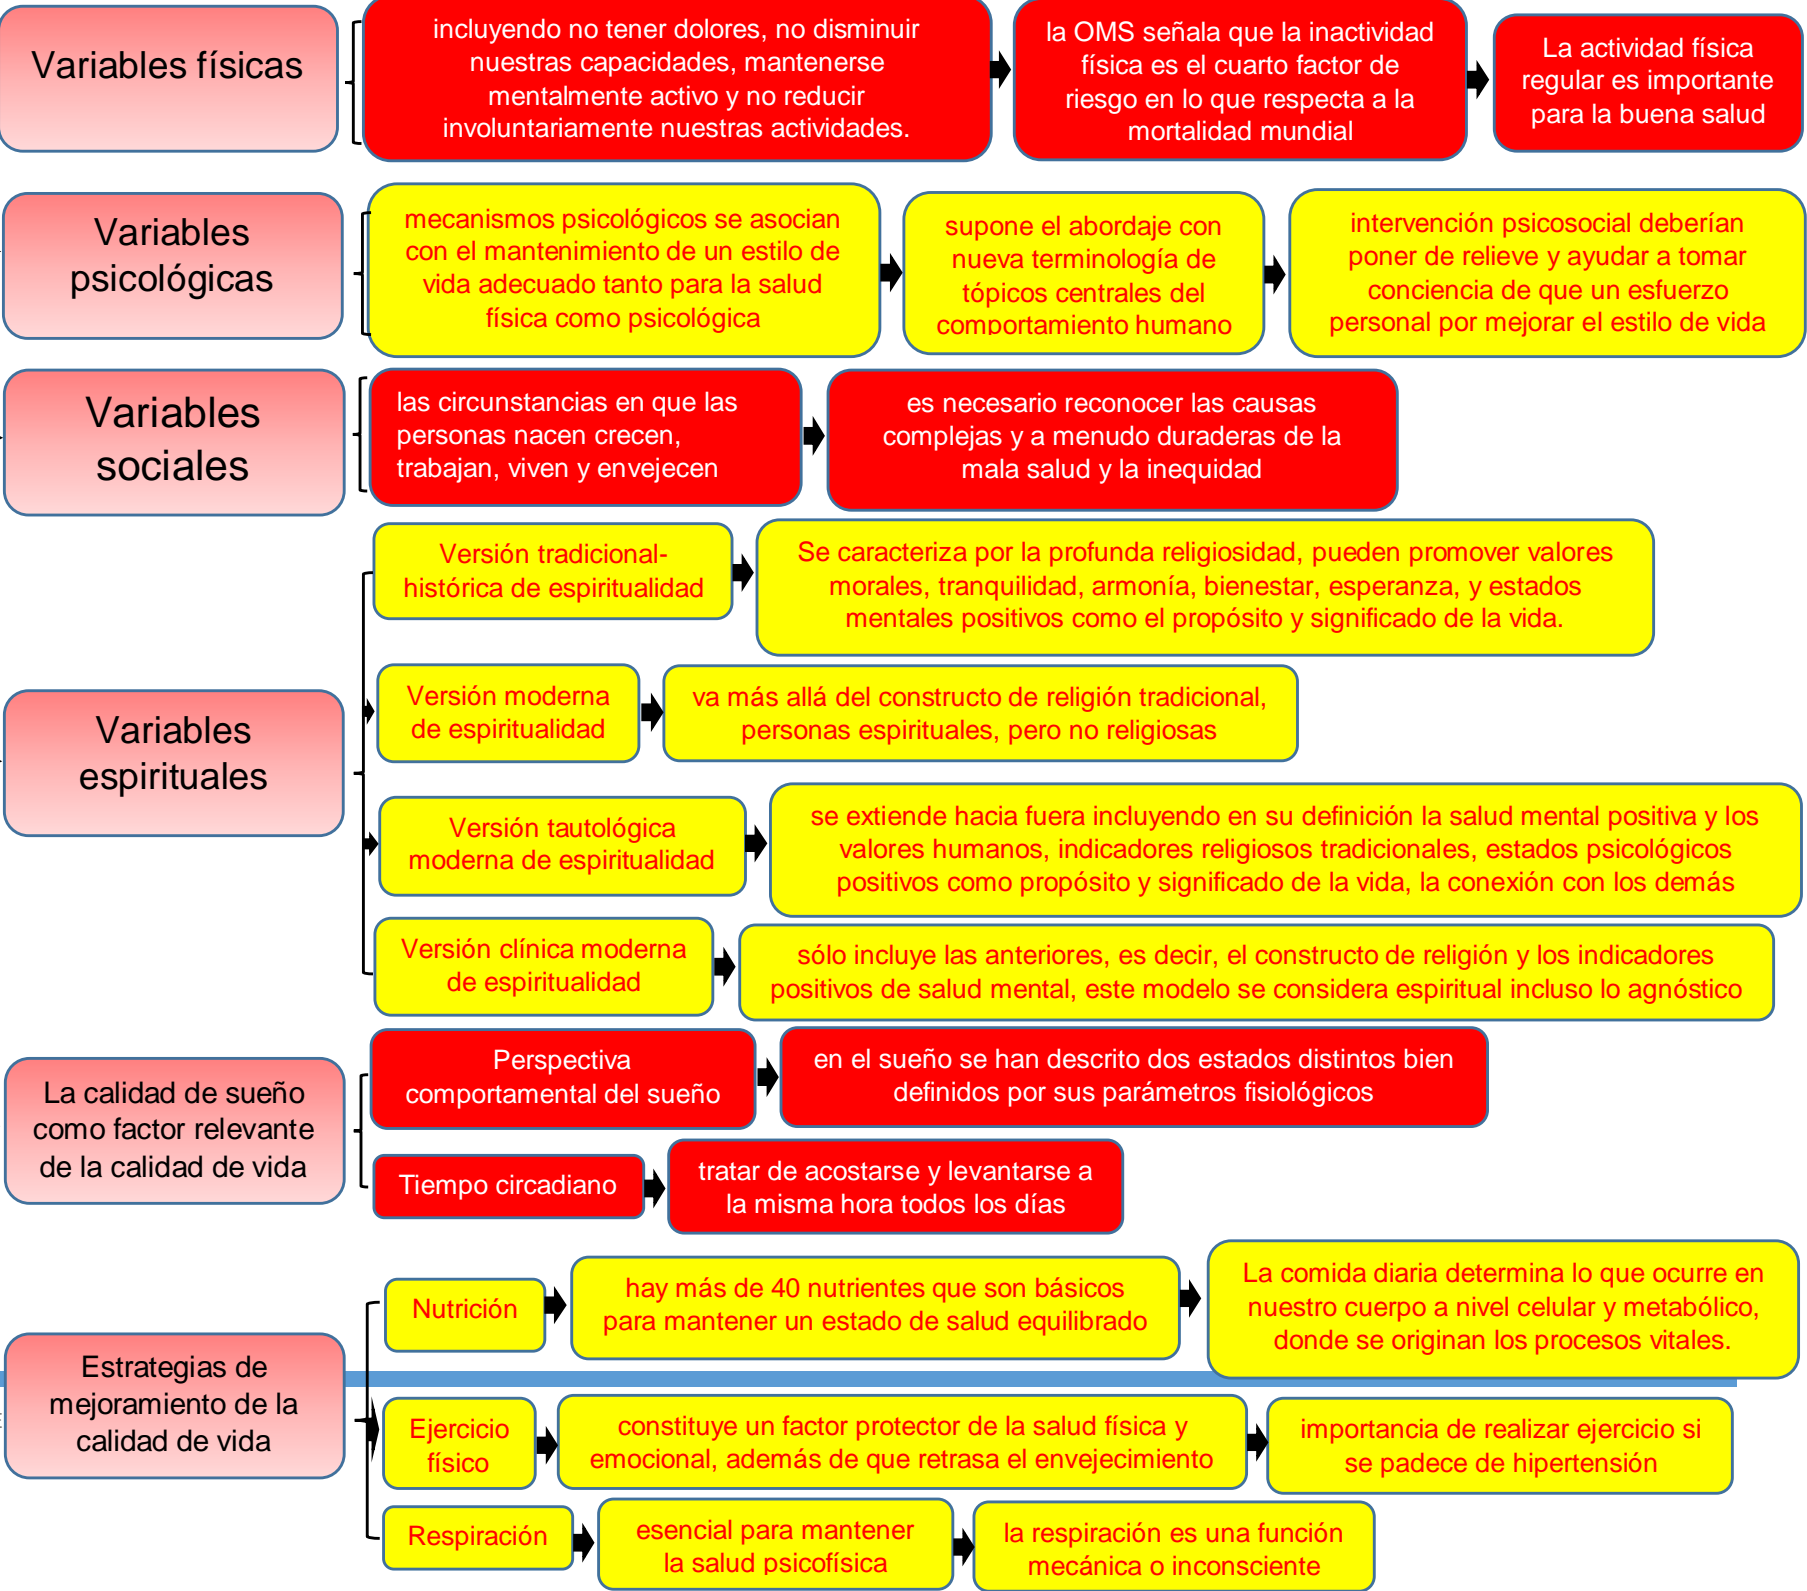 Variables físicas
incluyendo no tener dolores, no disminuir
nuestras capacidades, mantenerse
mentalmente activo y no reducir
involuntariamente nuestras actividades.
la OMS señala que la inactividad
física es el cuarto factor de
riesgo en lo que respecta a la
mortalidad mundial
La actividad física
regular es importante
para la buena salud
Variables
psicológicas
mecanismos psicológicos se asocian
con el mantenimiento de un estilo de
vida adecuado tanto para la salud
física como psicológica
supone el abordaje con
nueva terminología de
tópicos centrales del
comportamiento humano
intervención psicosocial deberían
poner de relieve y ayudar a tomar
conciencia de que un esfuerzo
personal por mejorar el estilo de vida
Variables
sociales
las circunstancias en que las
personas nacen crecen,
trabajan, viven y envejecen
es necesario reconocer las causas
complejas y a menudo duraderas de la
mala salud y la inequidad
Variables
espirituales
Versión tradicional-
histórica de espiritualidad
Se caracteriza por la profunda religiosidad, pueden promover valores
morales, tranquilidad, armonía, bienestar, esperanza, y estados
mentales positivos como el propósito y significado de la vida.
Versión moderna
de espiritualidad
va más allá del constructo de religión tradicional,
personas espirituales, pero no religiosas
Versión tautológica
moderna de espiritualidad
se extiende hacia fuera incluyendo en su definición la salud mental positiva y los
valores humanos, indicadores religiosos tradicionales, estados psicológicos
positivos como propósito y significado de la vida, la conexión con los demás
Versión clínica moderna
de espiritualidad
sólo incluye las anteriores, es decir, el constructo de religión y los indicadores
positivos de salud mental, este modelo se considera espiritual incluso lo agnóstico
La calidad de sueño
como factor relevante
de la calidad de vida
Perspectiva
comportamental del sueño
en el sueño se han descrito dos estados distintos bien
definidos por sus parámetros fisiológicos
Tiempo circadiano
tratar de acostarse y levantarse a
la misma hora todos los días
Estrategias de
mejoramiento de la
calidad de vida
Nutrición
hay más de 40 nutrientes que son básicos
para mantener un estado de salud equilibrado
La comida diaria determina lo que ocurre en
nuestro cuerpo a nivel celular y metabólico,
donde se originan los procesos vitales.
Ejercicio
físico
constituye un factor protector de la salud física y
emocional, además de que retrasa el envejecimiento
importancia de realizar ejercicio si
se padece de hipertensión
Respiración
esencial para mantener
la salud psicofísica
la respiración es una función
mecánica o inconsciente